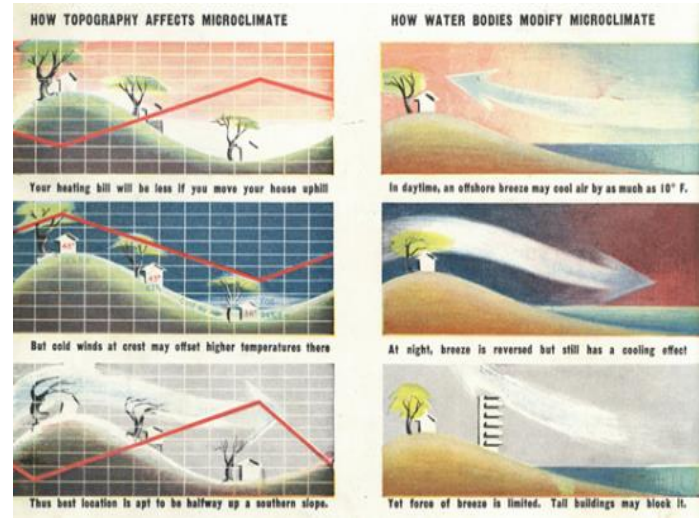 HOW TOPOGRAPHY AFFECTS MICROCLIMATE
Your heating bill will be less if you move your house uphill
But cold winds at crest may offset higher temperatures there
Thus best location is apt to be halfway up a southern slope.
HOW WATER BODIES MODIFY MICROCLIMATE
In daytime, an offshore breeze may cool air by as much as 10° F.
At night, breeze is reversed but still has a cooling effect
Yet force of breeze is limited. Tall buildings may block it.